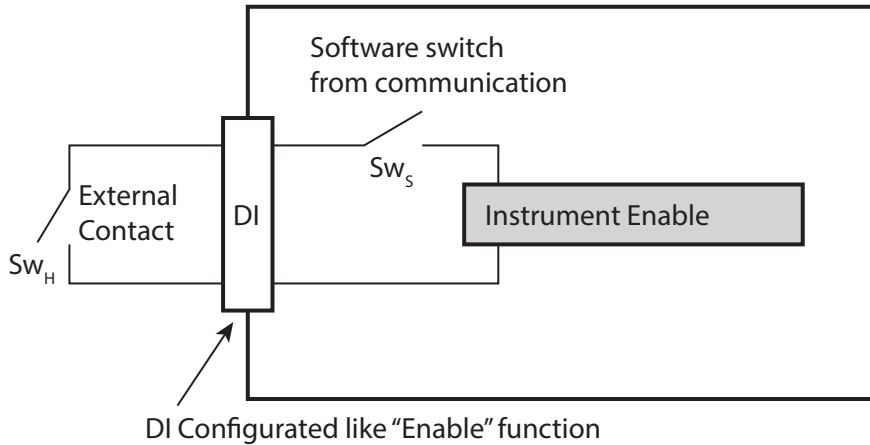 Software switch
from communication
Sw_S
External
Contact
DI
Instrument Enable
Sw_H
DI Configurated like “Enable” function